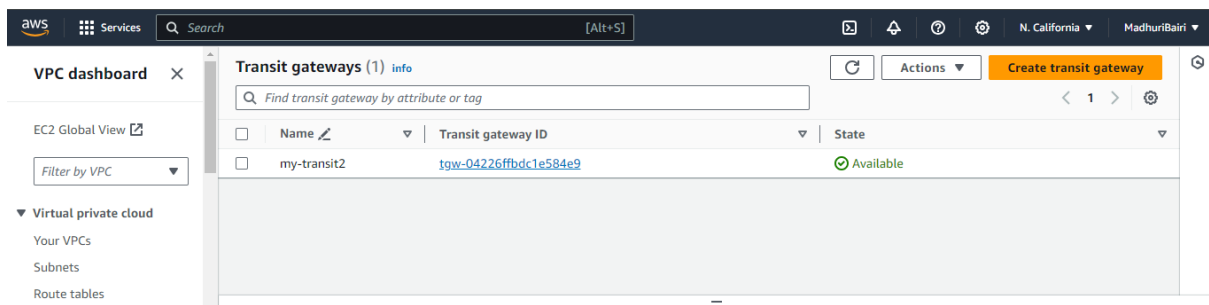 aws Services Search [Alt+S] N. California MadhuriBairi
VPC dashboard
EC2 Global View
Filter by VPC
Virtual private cloud
Your VPCs
Subnets
Route tables
Transit gateways (1) info
Actions
Create transit gateway
Find transit gateway by attribute or tag
1
Name Transit gateway ID State
my-transit2 tgw-04226ffbdc1e584e9 Available